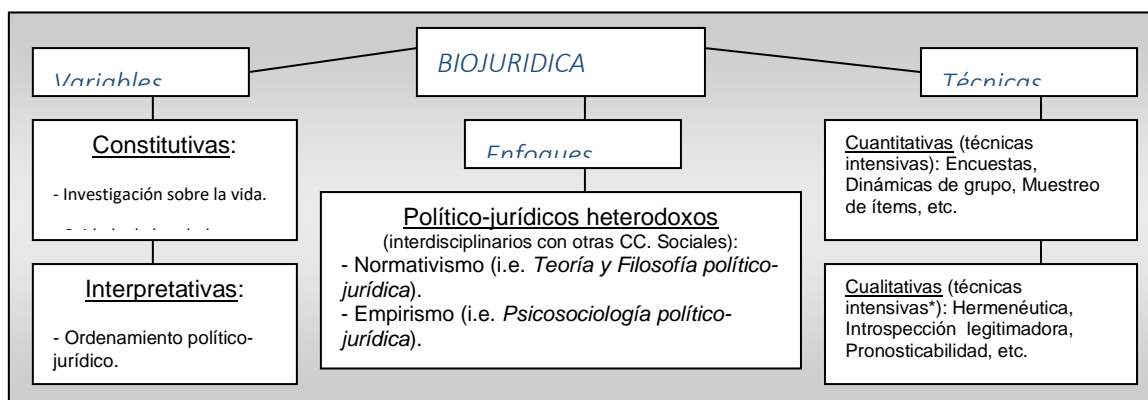 BIOJURIDICA
Variables
Constitutivas:
- Investigación sobre la vida.
Interpretativas:
- Ordenamiento político-
jurídico.
Enfoques
Político-jurídicos heterodoxos
(interdisciplinarios con otras CC. Sociales):
- Normativismo (i.e. Teoría y Filosofía político-
jurídica).
- Empirismo (i.e. Psicosociología político-
jurídica).
Técnicas
Cuantitativas (técnicas
intensivas): Encuestas,
Dinámicas de grupo, Muestreo
de ítems, etc.
Cualitativas (técnicas
intensivas*): Hermenéutica,
Introspección legitimadora,
Pronosticabilidad, etc.